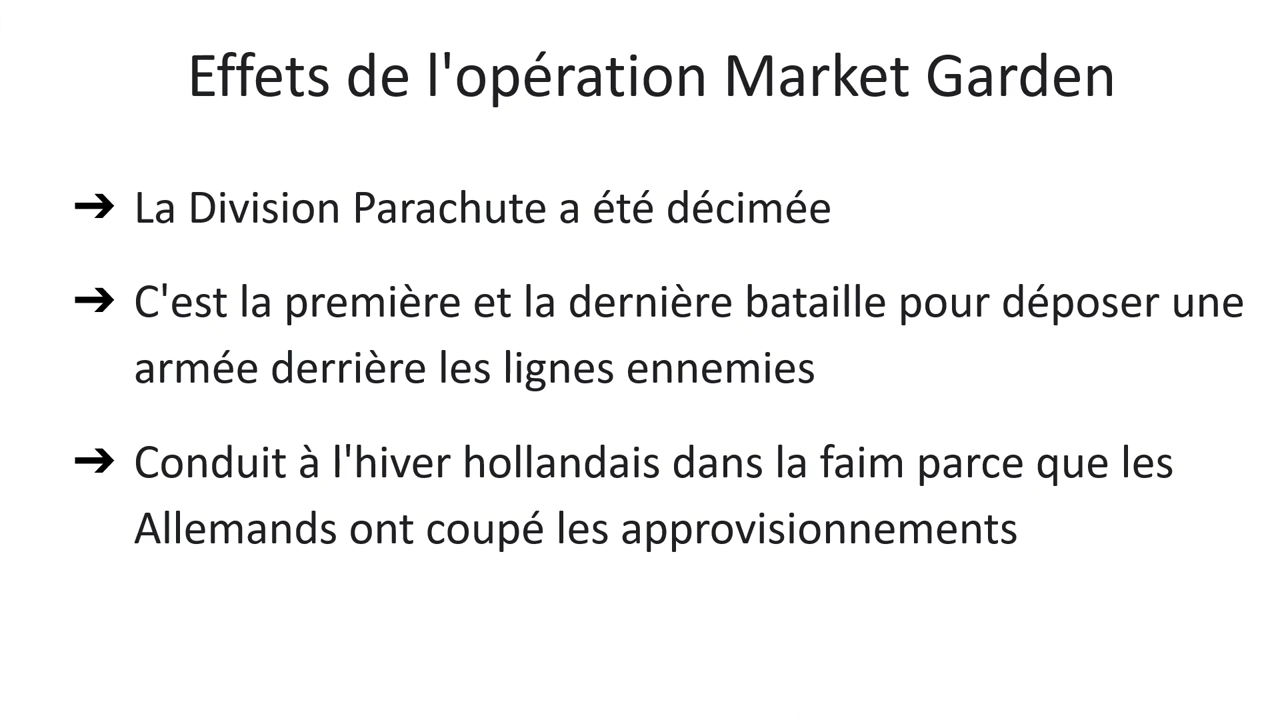 Effets de l'opération Market Garden
➔ La Division Parachute a été décimée
➔ C'est la première et la dernière bataille pour déposer une
armée derrière les lignes ennemies
➔ Conduit à l'hiver hollandais dans la faim parce que les
Allemands ont coupé les approvisionnements